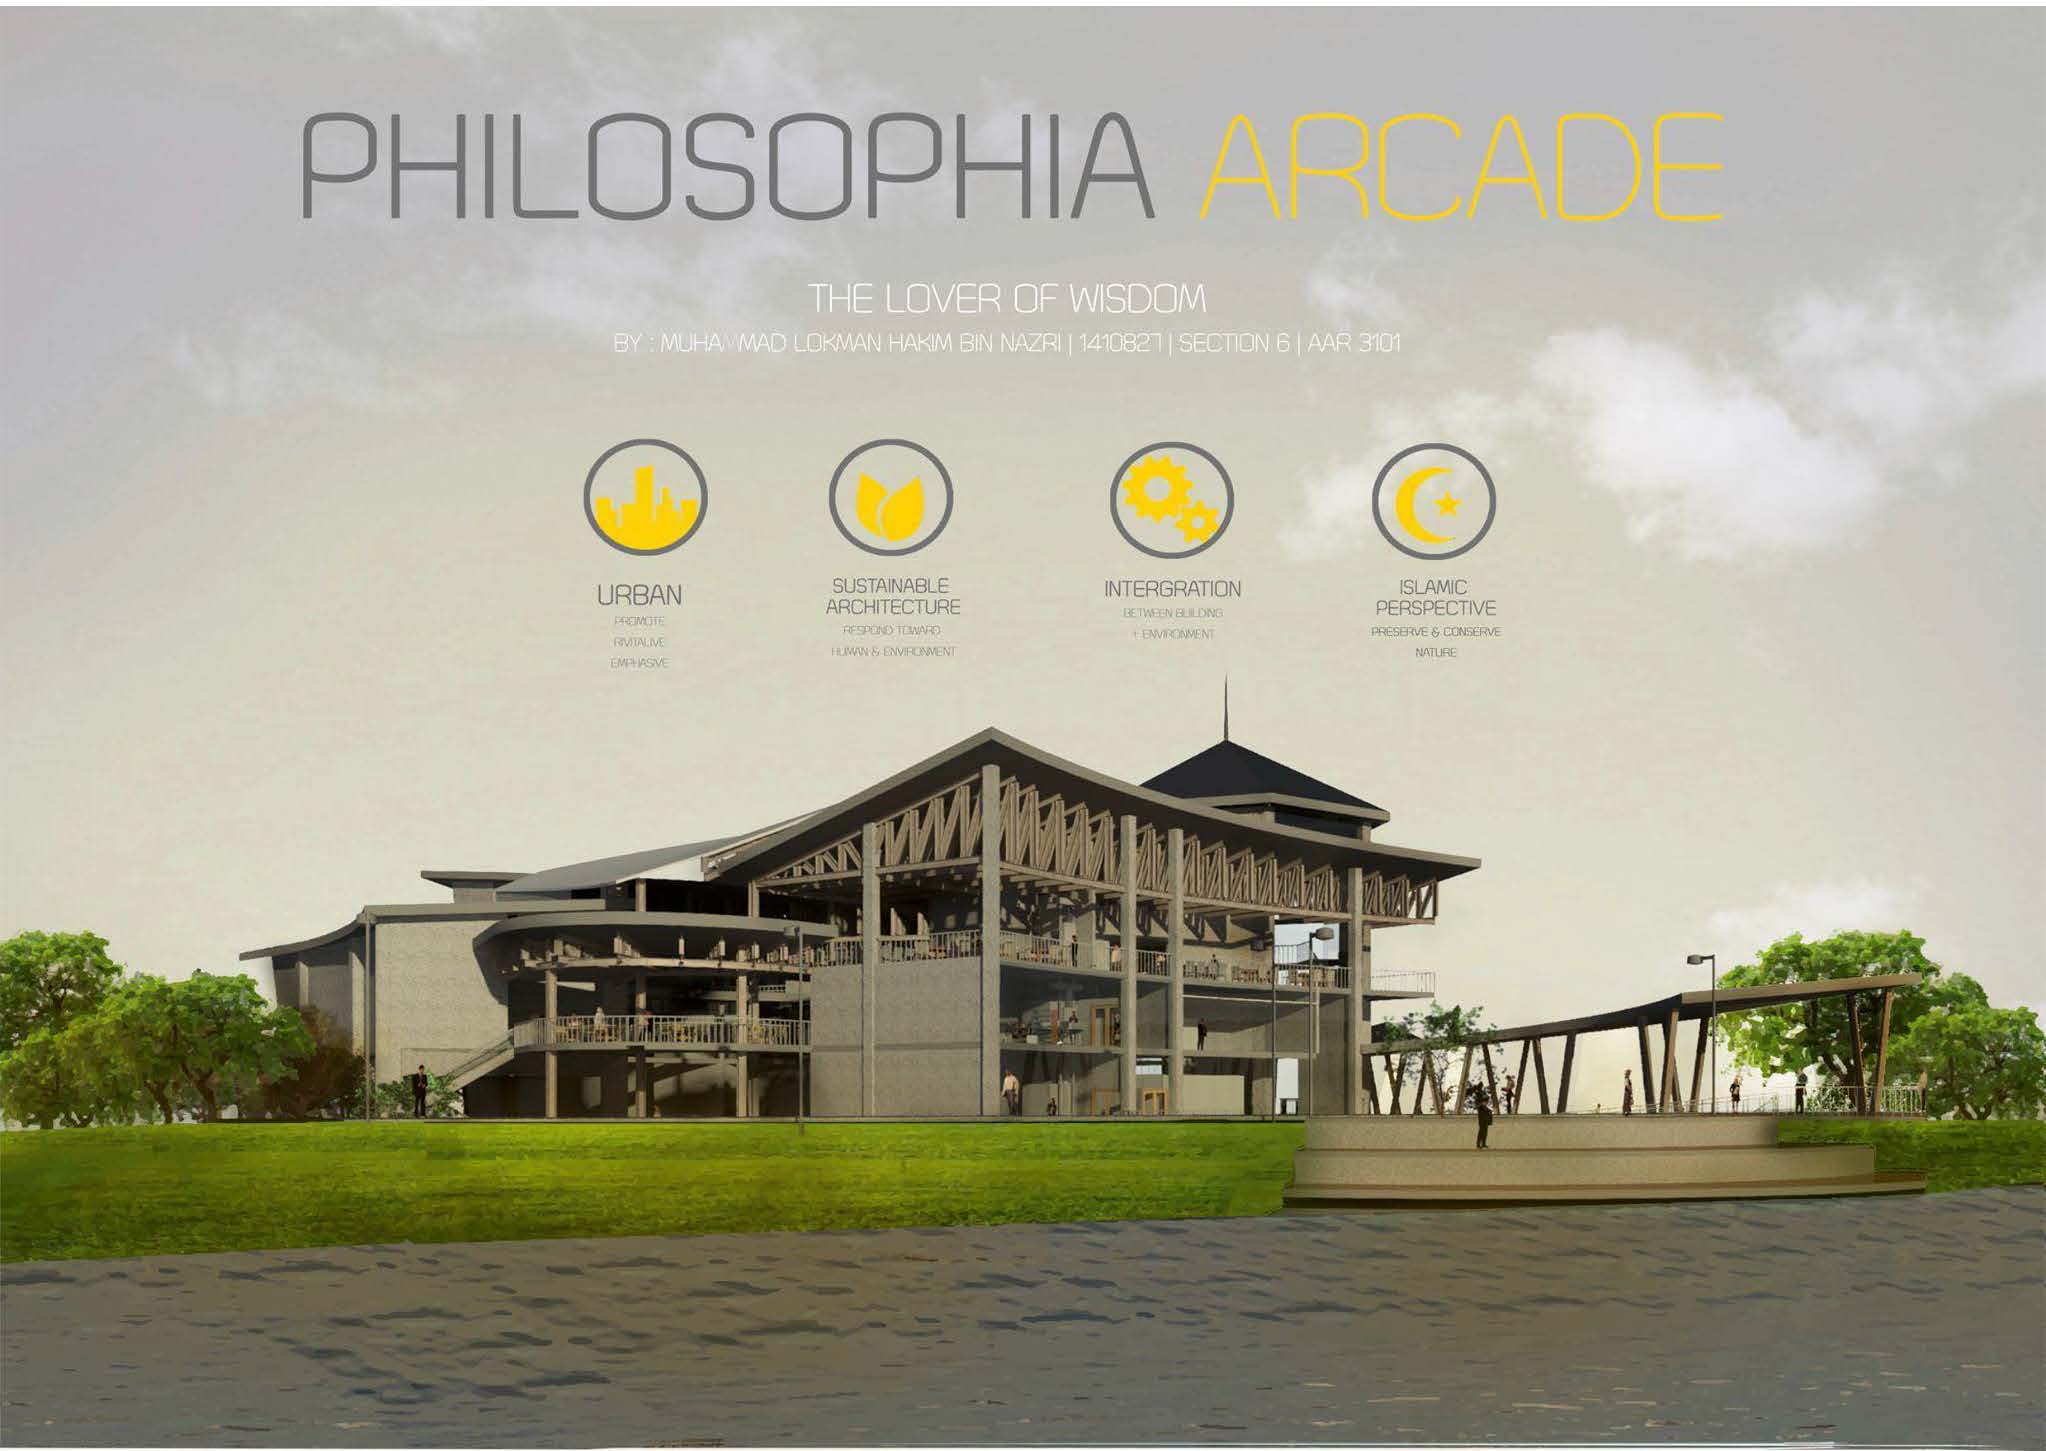 PHILOSOPHIA ARCADE
THE LOVER OF WISDOM
BY : MUHAMMAD LOKMAN HAKIM BIN NAZRI | 1410827 | SECTION 6 | AAR 3101
URBAN
PROMOTE
RIVITALIVE
EMPHASIVE
SUSTAINABLE
ARCHITECTURE
RESPOND TOWARD
HUMAN & ENVIRONMENT
INTERGRATION
BETWEEN BUILDING
+ ENVIRONMENT
ISLAMIC
PERSPECTIVE
PRESERVE & CONSERVE
NATURE